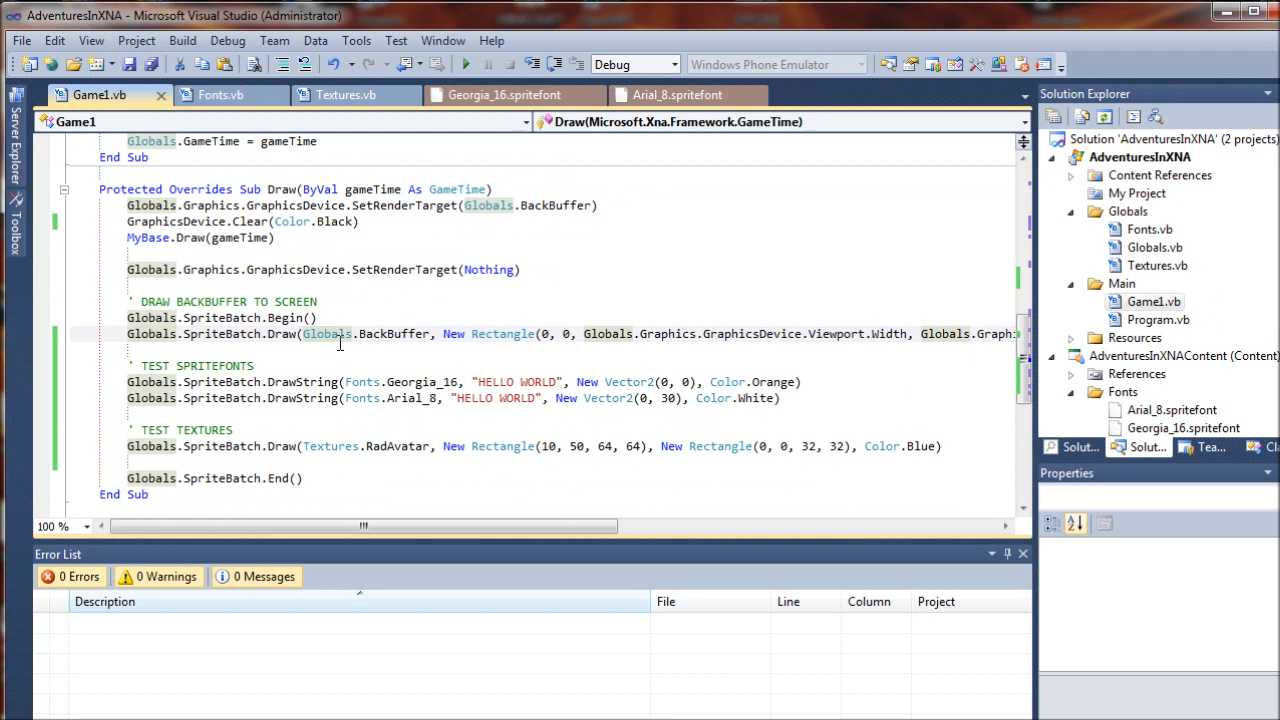 AdventuresInXNA - Microsoft Visual Studio (Administrator)
File Edit View Project Build Debug Team Data Tools Test Window Help
Debug Windows Phone Emulator
Game1.vb Fonts.vb Textures.vb Georgia_16.spritefont Arial_8.spritefont
Game1 Draw(Microsoft.Xna.Framework.GameTime)
Globals.GameTime = gameTime
End Sub
Protected Overrides Sub Draw(ByVal gameTime As GameTime)
Globals.Graphics.GraphicsDevice.SetRenderTarget(Globals.BackBuffer)
GraphicsDevice.Clear(Color.Black)
MyBase.Draw(gameTime)
Globals.Graphics.GraphicsDevice.SetRenderTarget(Nothing)
' DRAW BACKBUFFER TO SCREEN
Globals.SpriteBatch.Begin()
Globals.SpriteBatch.Draw(Globals.BackBuffer, New Rectangle(0, 0, Globals.Graphics.GraphicsDevice.Viewport.Width, Globals.Graph
' TEST SPRITEFONTS
Globals.SpriteBatch.DrawString(Fonts.Georgia_16, "HELLO WORLD", New Vector2(0, 0), Color.Orange)
Globals.SpriteBatch.DrawString(Fonts.Arial_8, "HELLO WORLD", New Vector2(0, 30), Color.White)
' TEST TEXTURES
Globals.SpriteBatch.Draw(Textures.RadAvatar, New Rectangle(10, 50, 64, 64), New Rectangle(0, 0, 32, 32), Color.Blue)
Globals.SpriteBatch.End()
End Sub
100 %
Server Explorer
Toolbox
Error List
0 Errors 0 Warnings 0 Messages
Description File Line Column Project
Solution Explorer
Solution 'AdventuresInXNA' (2 projects)
AdventuresInXNA
Content References
My Project
Globals
Fonts.vb
Globals.vb
Textures.vb
Main
Game1.vb
Program.vb
Resources
AdventuresInXNAContent (Content
References
Fonts
Arial_8.spritefont
Georgia_16.spritefont
Solut... Solut... Tea... Cla
Properties